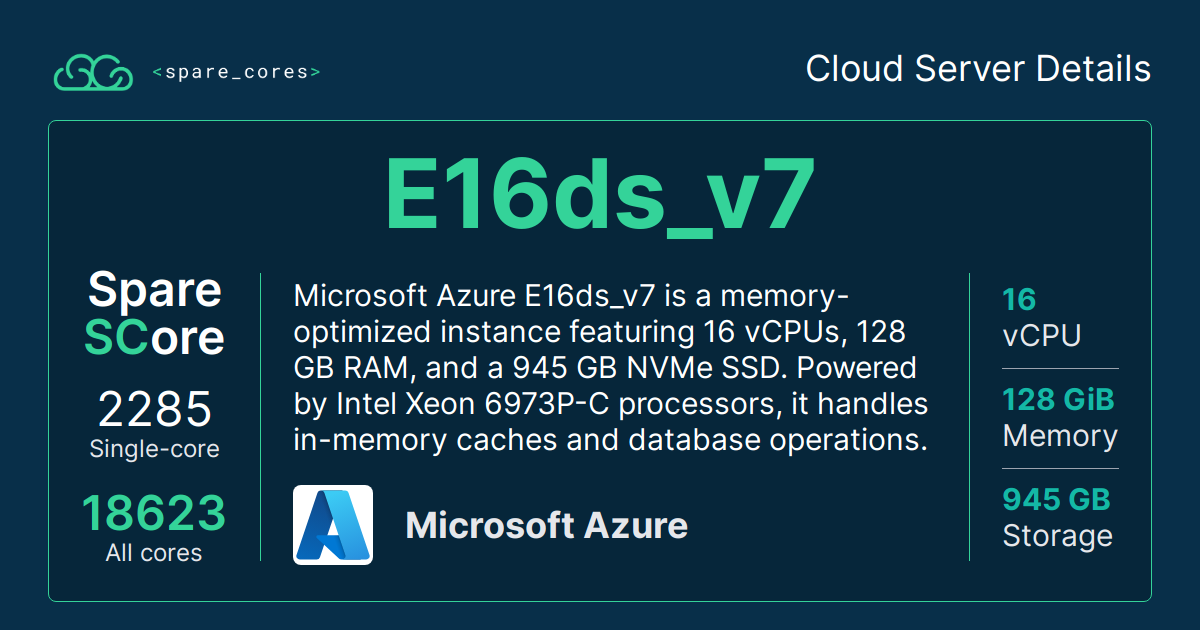 <spare_cores>
Cloud Server Details
E16ds_v7
Spare
SCore
2285
Single-core
18623
All cores
Microsoft Azure E16ds_v7 is a memory-
optimized instance featuring 16 vCPUs, 128
GB RAM, and a 945 GB NVMe SSD. Powered
by Intel Xeon 6973P-C processors, it handles
in-memory caches and database operations.
Microsoft Azure
16
vCPU
128 GiB
Memory
945 GB
Storage